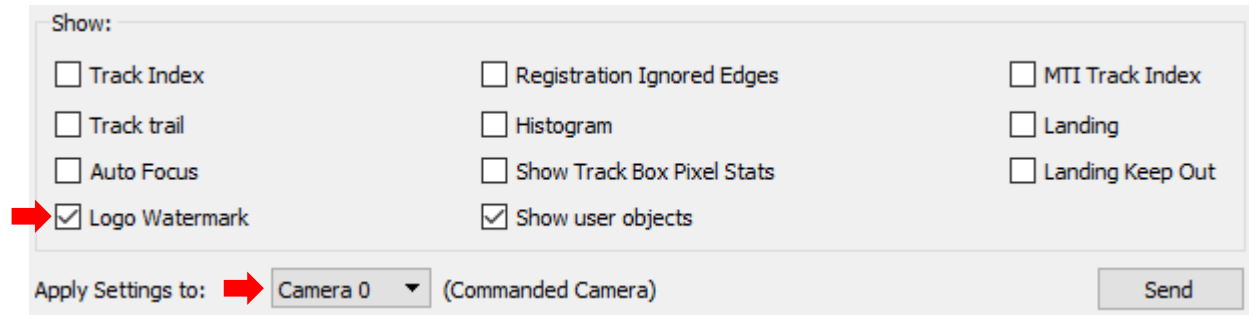 Show:
Track Index
Registration Ignored Edges
MTI Track Index
Track trail
Histogram
Landing
Auto Focus
Show Track Box Pixel Stats
Landing Keep Out
Logo Watermark
Show user objects
Apply Settings to: Camera 0 (Commanded Camera) Send